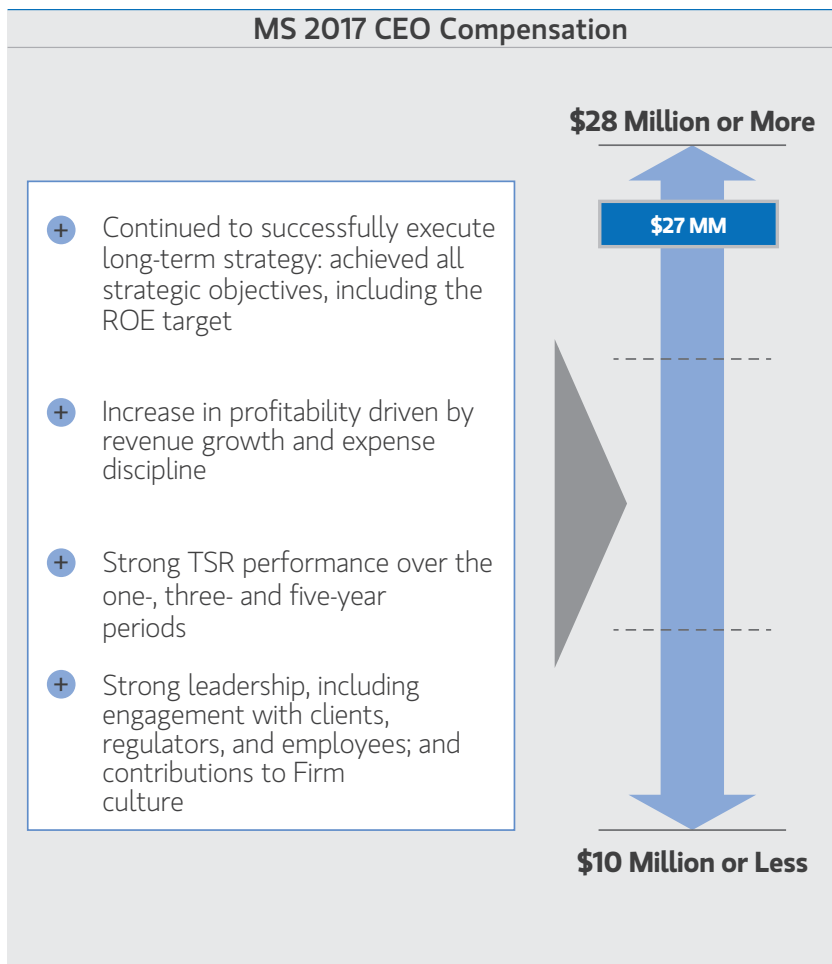 MS 2017 CEO Compensation
$28 Million or More
$27 MM
+ Continued to successfully execute
long-term strategy: achieved all
strategic objectives, including the
ROE target
+ Increase in profitability driven by
revenue growth and expense
discipline
+ Strong TSR performance over the
one-, three- and five-year
periods
+ Strong leadership, including
engagement with clients,
regulators, and employees; and
contributions to Firm
culture
$10 Million or Less